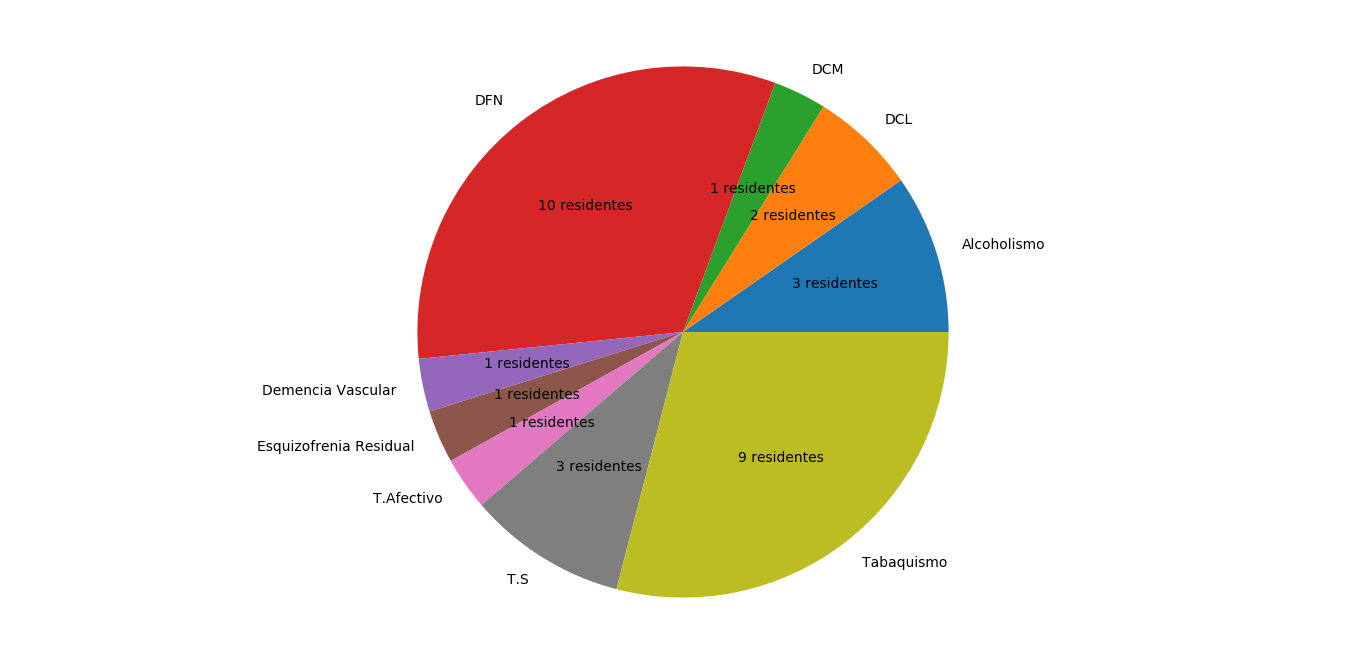 DCM
DFN
DCL
1 residentes
10 residentes
2 residentes
Alcoholismo
3 residentes
1 residentes
Demencia Vascular
1 residentes
1 residentes
Esquizofrenia Residual
9 residentes
3 residentes
T.Afectivo
Tabaquismo
T.S